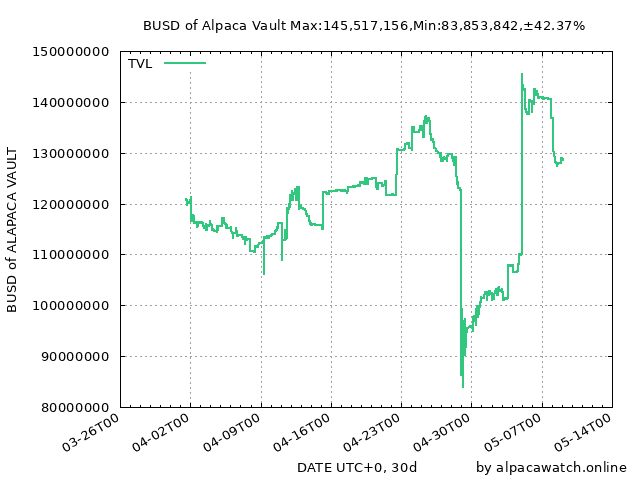 BUSD of Alpaca Vault Max:145,517,156,Min:83,853,842,±42.37%
TVL
150000000
140000000
130000000
120000000
110000000
100000000
90000000
80000000
BUSD of ALAPACA VAULT
03-26T00
04-02T00
04-09T00
04-16T00
04-23T00
04-30T00
05-07T00
05-14T00
DATE UTC+0, 30d
by alpacawatch.online